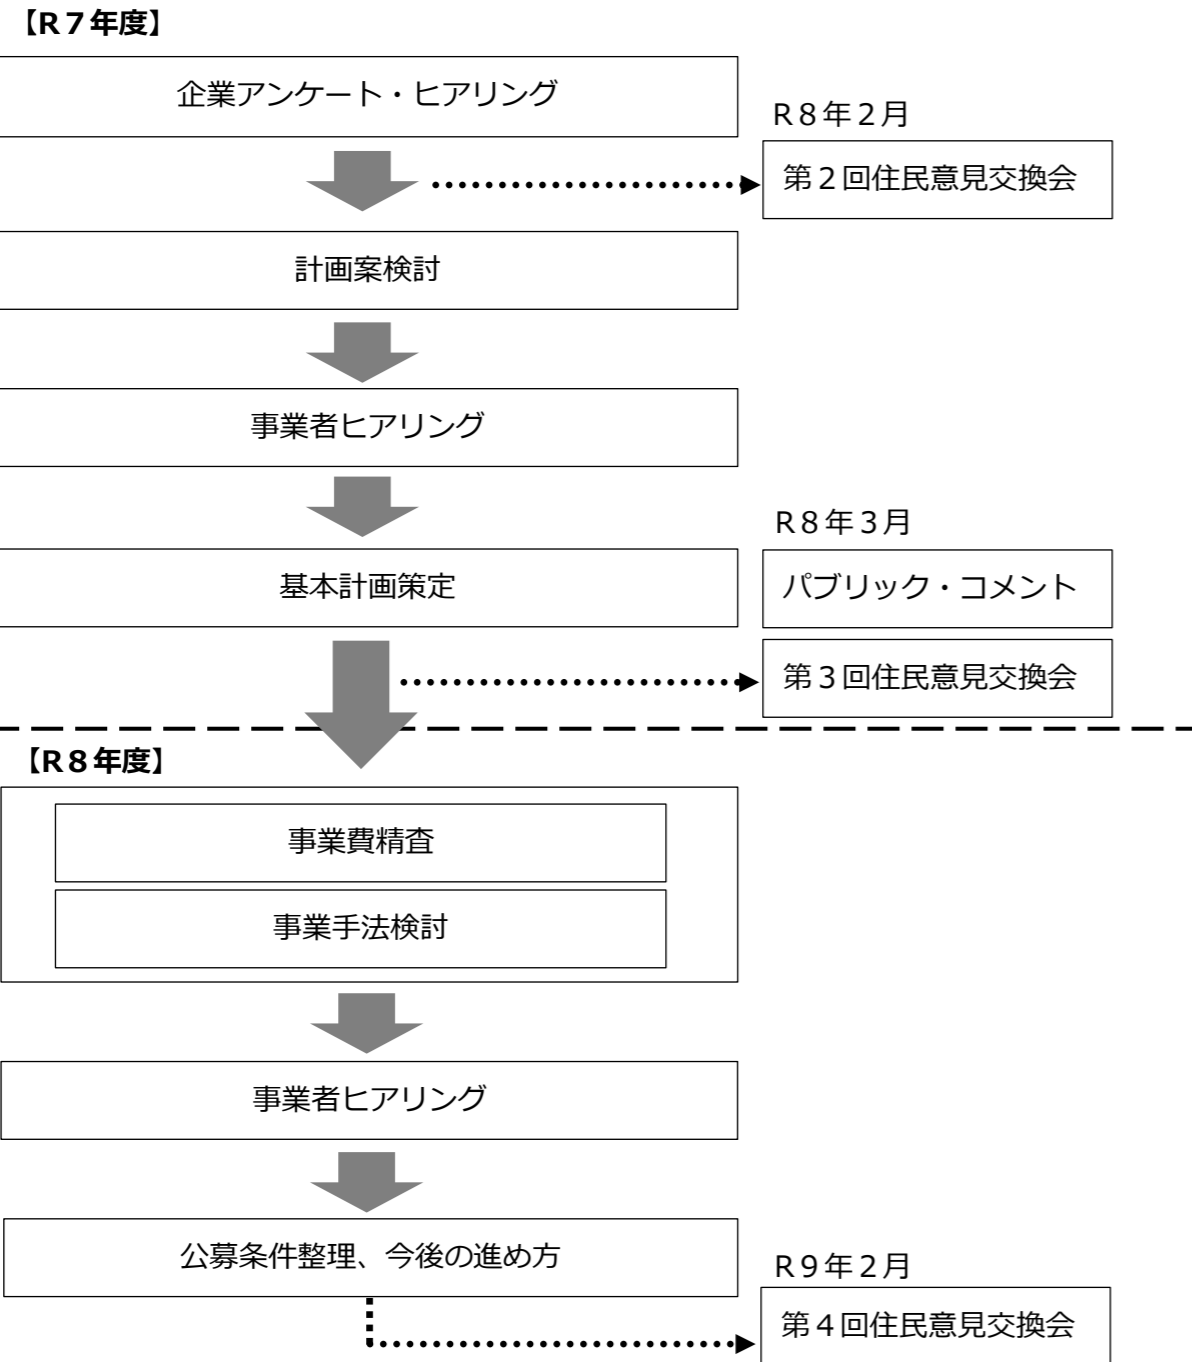 【R７年度】
企業アンケート・ヒアリング
R８年２月
第２回住民意見交換会
計画案検討
事業者ヒアリング
R８年３月
基本計画策定
パブリック・コメント
第３回住民意見交換会
【R８年度】
事業費精査
事業手法検討
事業者ヒアリング
公募条件整理、今後の進め方
R９年２月
第４回住民意見交換会